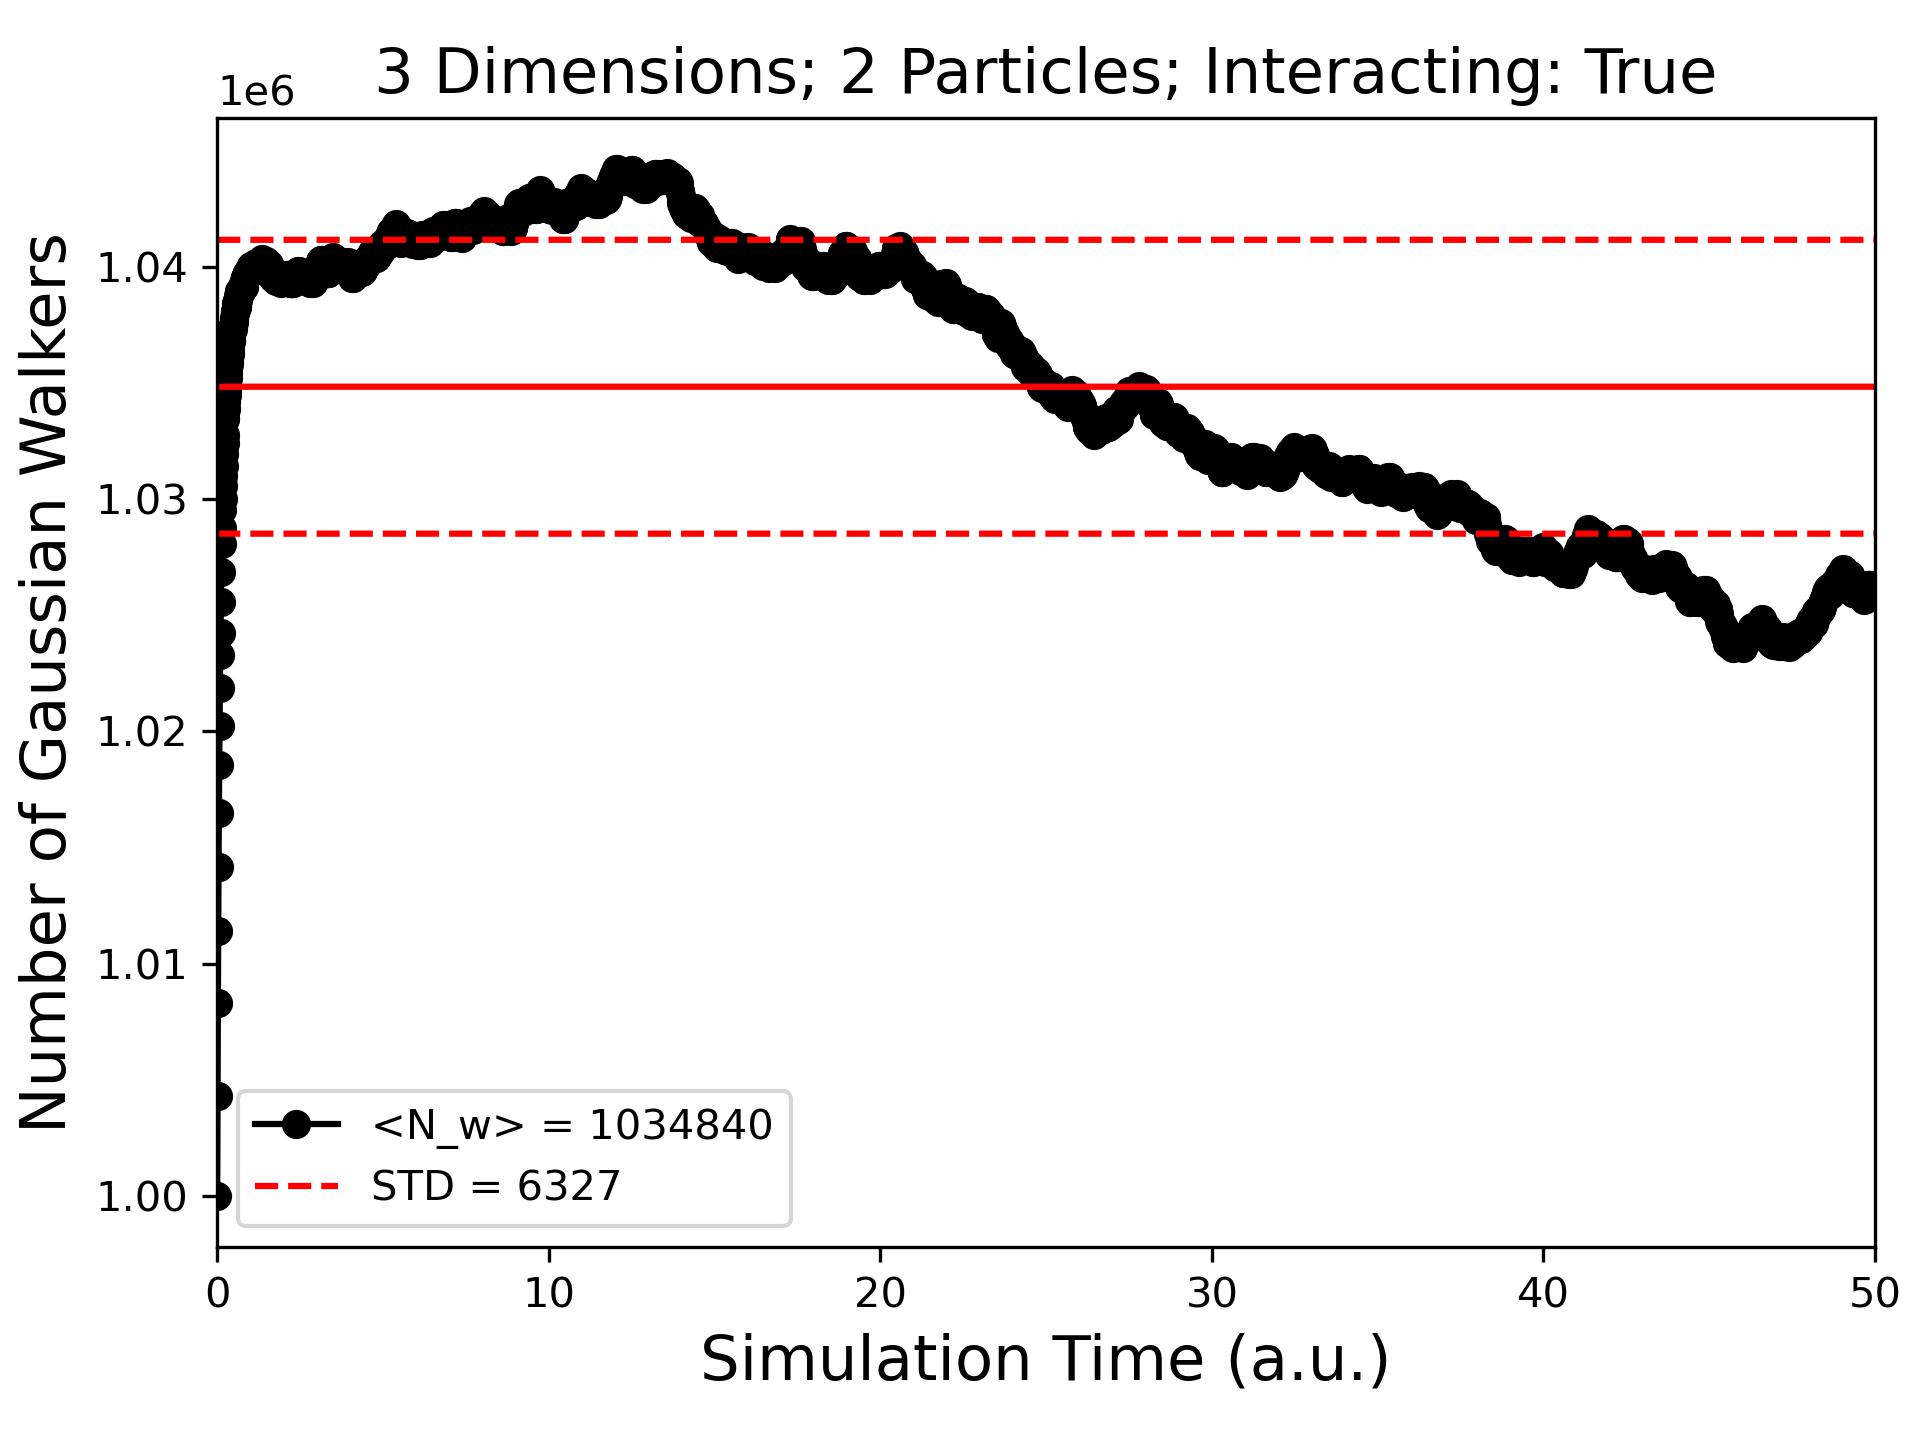 3 Dimensions; 2 Particles; Interacting: True
1e6
Number of Gaussian Walkers
1.04
1.03
1.02
1.01
1.00
<N_w> = 1034840
STD = 6327
0 10 20 30 40 50
Simulation Time (a.u.)